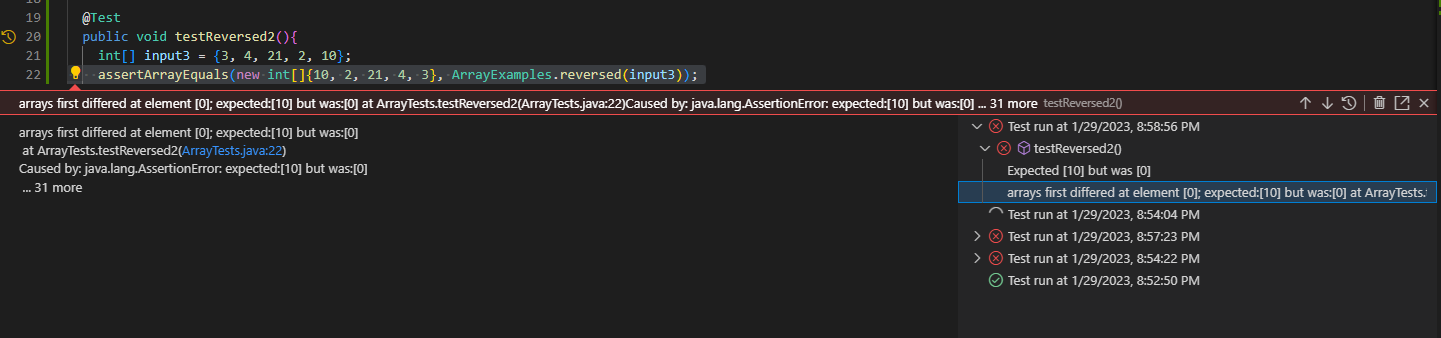 19 @Test
20 public void testReversed2(){
21 int[] input3 = {3, 4, 21, 2, 10};
22 assertArrayEquals(new int[]{10, 2, 21, 4, 3}, ArrayExamples.reversed(input3));
arrays first differed at element [0]; expected:[10] but was:[0] at ArrayTests.testReversed2(ArrayTests.java:22)Caused by: java.lang.AssertionError: expected:[10] but was:[0] ... 31 more testReversed2()
arrays first differed at element [0]; expected:[10] but was:[0]
at ArrayTests.testReversed2(ArrayTests.java:22)
Caused by: java.lang.AssertionError: expected:[10] but was:[0]
... 31 more
Test run at 1/29/2023, 8:58:56 PM
testReversed2()
Expected [10] but was [0]
arrays first differed at element [0]; expected:[10] but was:[0] at ArrayTests.
Test run at 1/29/2023, 8:54:04 PM
Test run at 1/29/2023, 8:57:23 PM
Test run at 1/29/2023, 8:54:22 PM
Test run at 1/29/2023, 8:52:50 PM